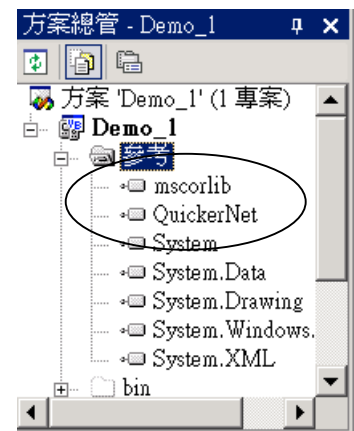 方案總管 - Demo_1
方案 'Demo_1' (1 專案)
Demo_1
參考
mscorlib
QuickerNet
System
System.Data
System.Drawing
System.Windows.
System.XML
bin